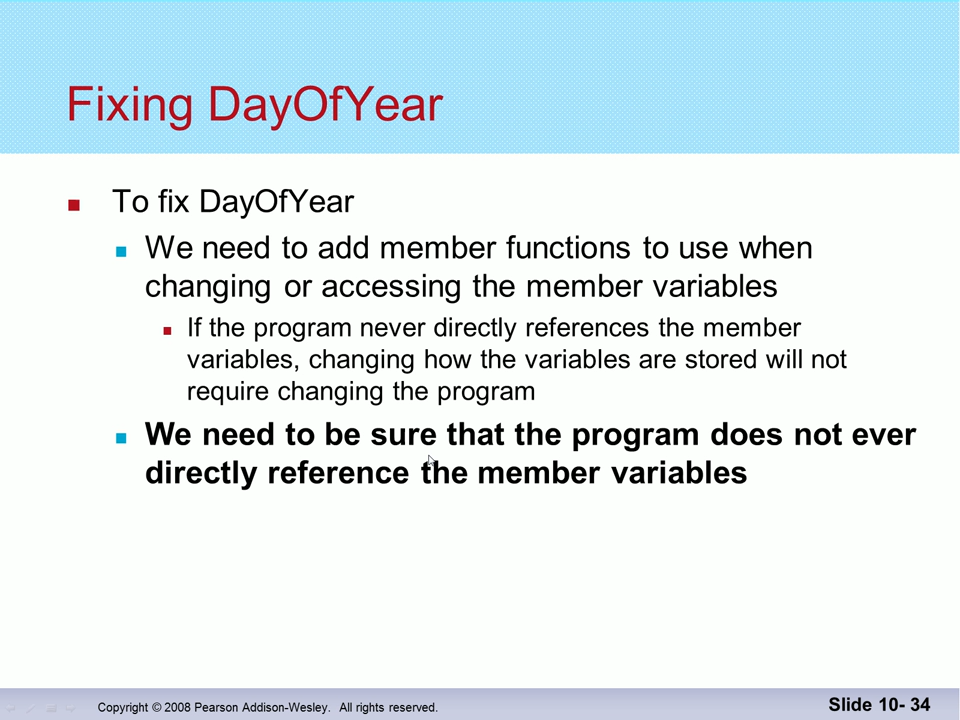 Fixing DayOfYear
To fix DayOfYear
We need to add member functions to use when
changing or accessing the member variables
If the program never directly references the member
variables, changing how the variables are stored will not
require changing the program
We need to be sure that the program does not ever
directly reference the member variables
Copyright © 2008 Pearson Addison-Wesley. All rights reserved.
Slide 10- 34